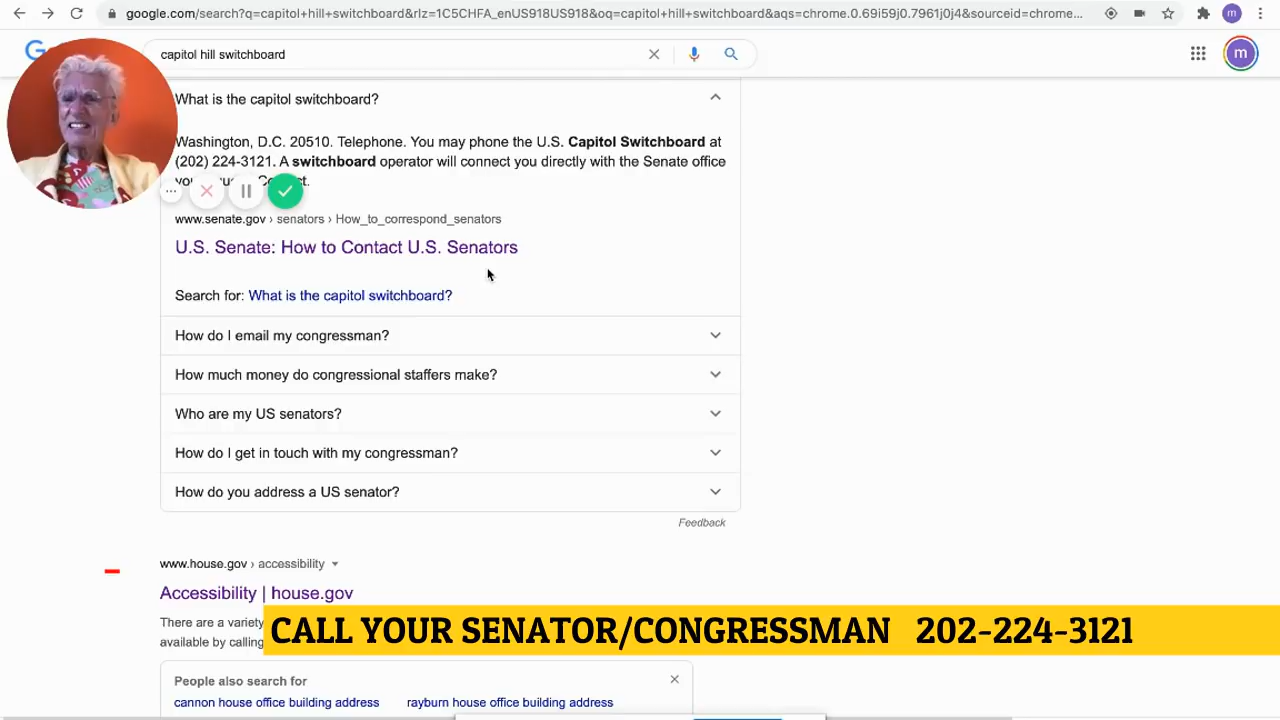 google.com/search?q=capitol+hill+switchboard&rlz=1C5CHFA_enUS918US918&oq=capitol+hill+switchboard&aqs=chrome.0.69i59j0.7961j0j4&sourceid=chrome...
m
G
capitol hill switchboard
m
What is the capitol switchboard?
Washington, D.C. 20510. Telephone. You may phone the U.S. Capitol Switchboard at
(202) 224-3121. A switchboard operator will connect you directly with the Senate office
www.senate.gov › senators › How_to_correspond_senators
U.S. Senate: How to Contact U.S. Senators
Search for: What is the capitol switchboard?
How do I email my congressman?
How much money do congressional staffers make?
Who are my US senators?
How do I get in touch with my congressman?
How do you address a US senator?
Feedback
www.house.gov › accessibility
Accessibility | house.gov
There are a variety
available by calling
CALL YOUR SENATOR/CONGRESSMAN 202-224-3121
People also search for
cannon house office building address rayburn house office building address